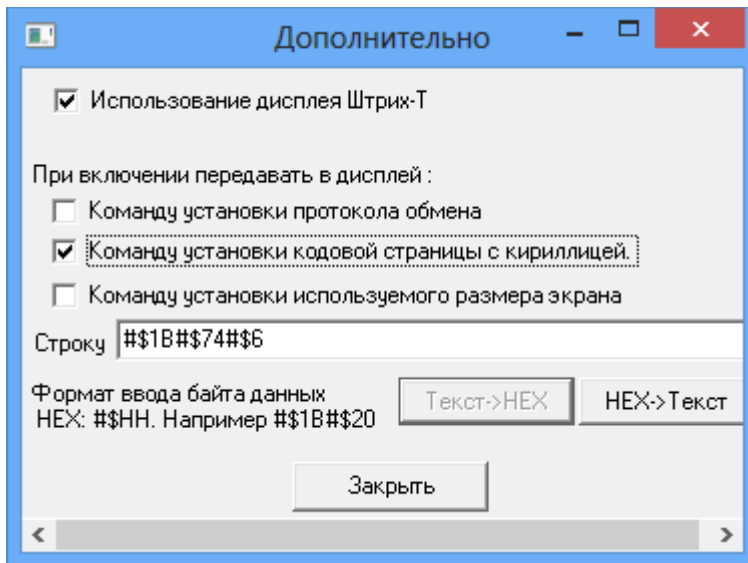 Дополнительно
Использование дисплея Штрих-Т
При включении передавать в дисплей :
Команду установки протокола обмена
Команду установки кодовой страницы с кириллицей.
Команду установки используемого размера экрана
Строку #$1B#$74#$6
Формат ввода байта данных
HEX: #$HH. Например #$1B#$20
Текст->HEX HEX->Текст
Закрыть